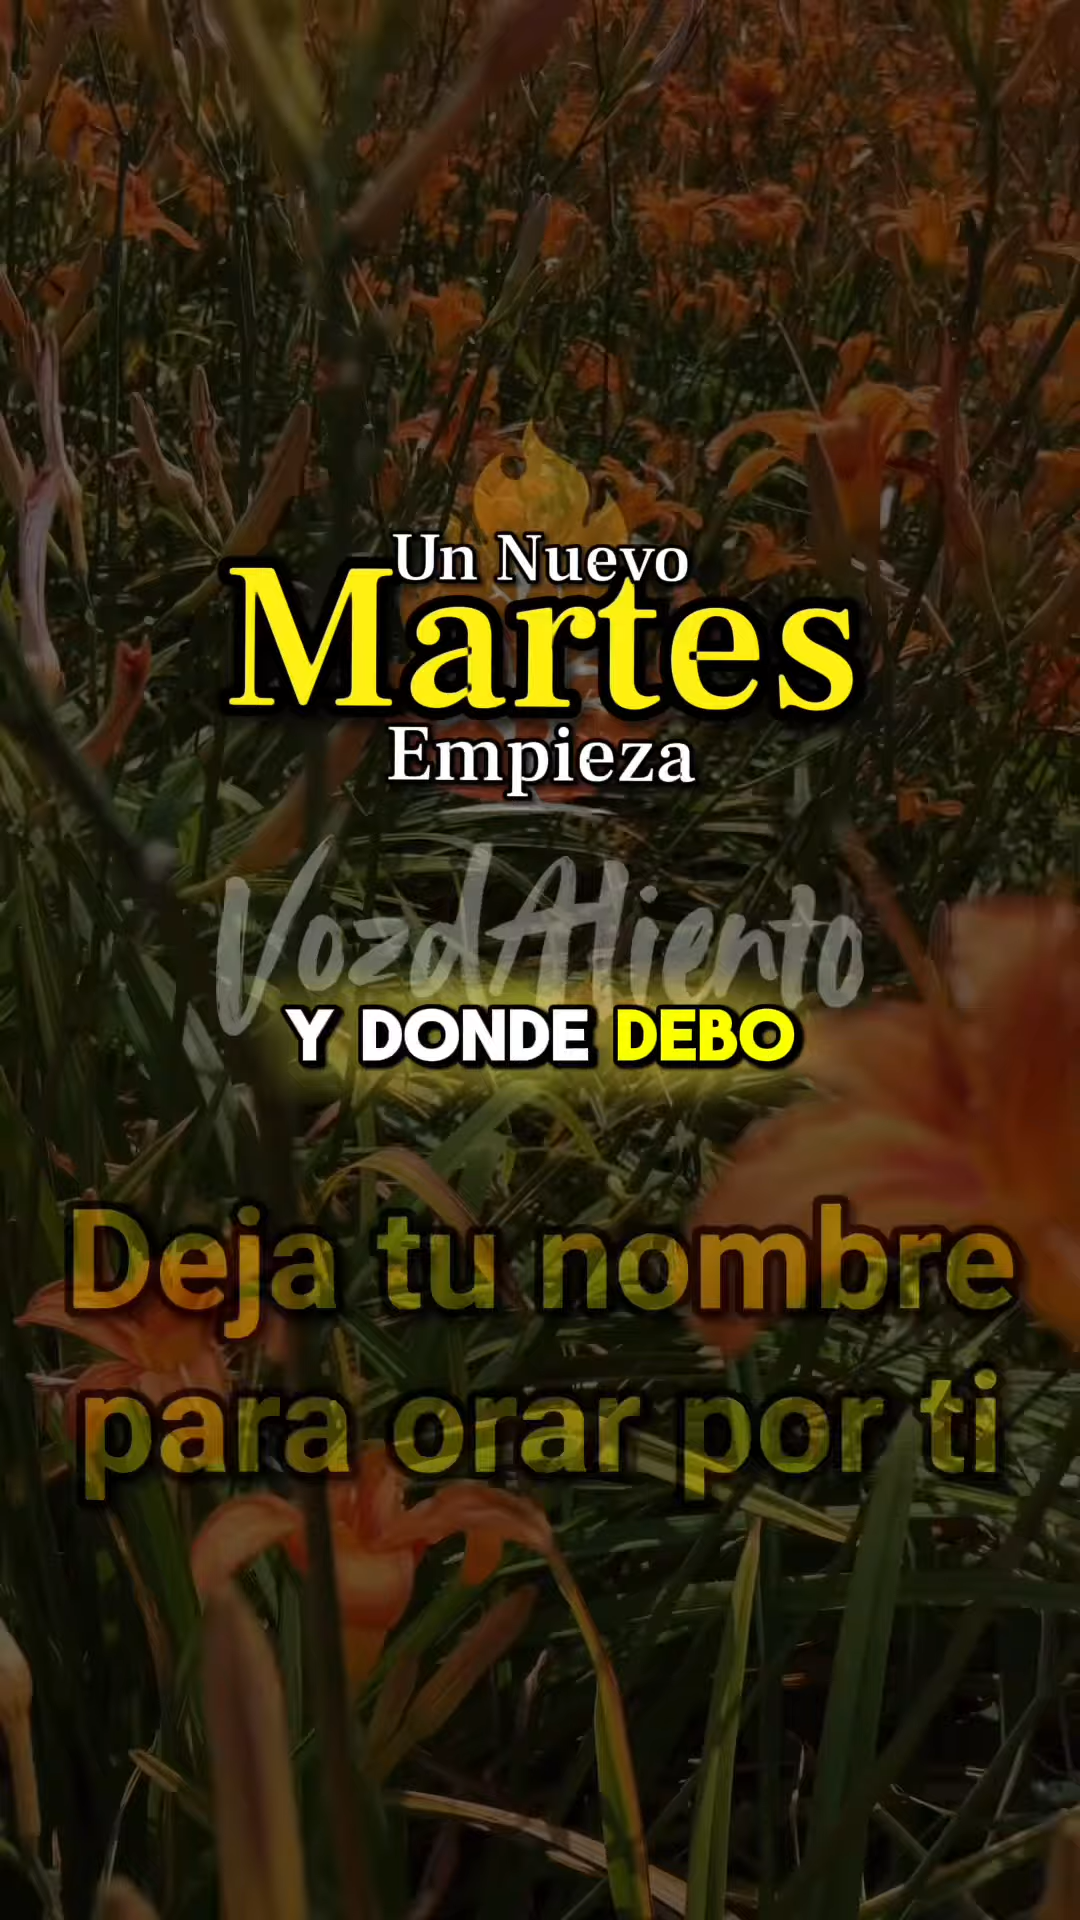 Un Nuevo
Martes
Empieza
VozdAliento
Y DONDE DEBO
Deja tu nombre
para orar por ti